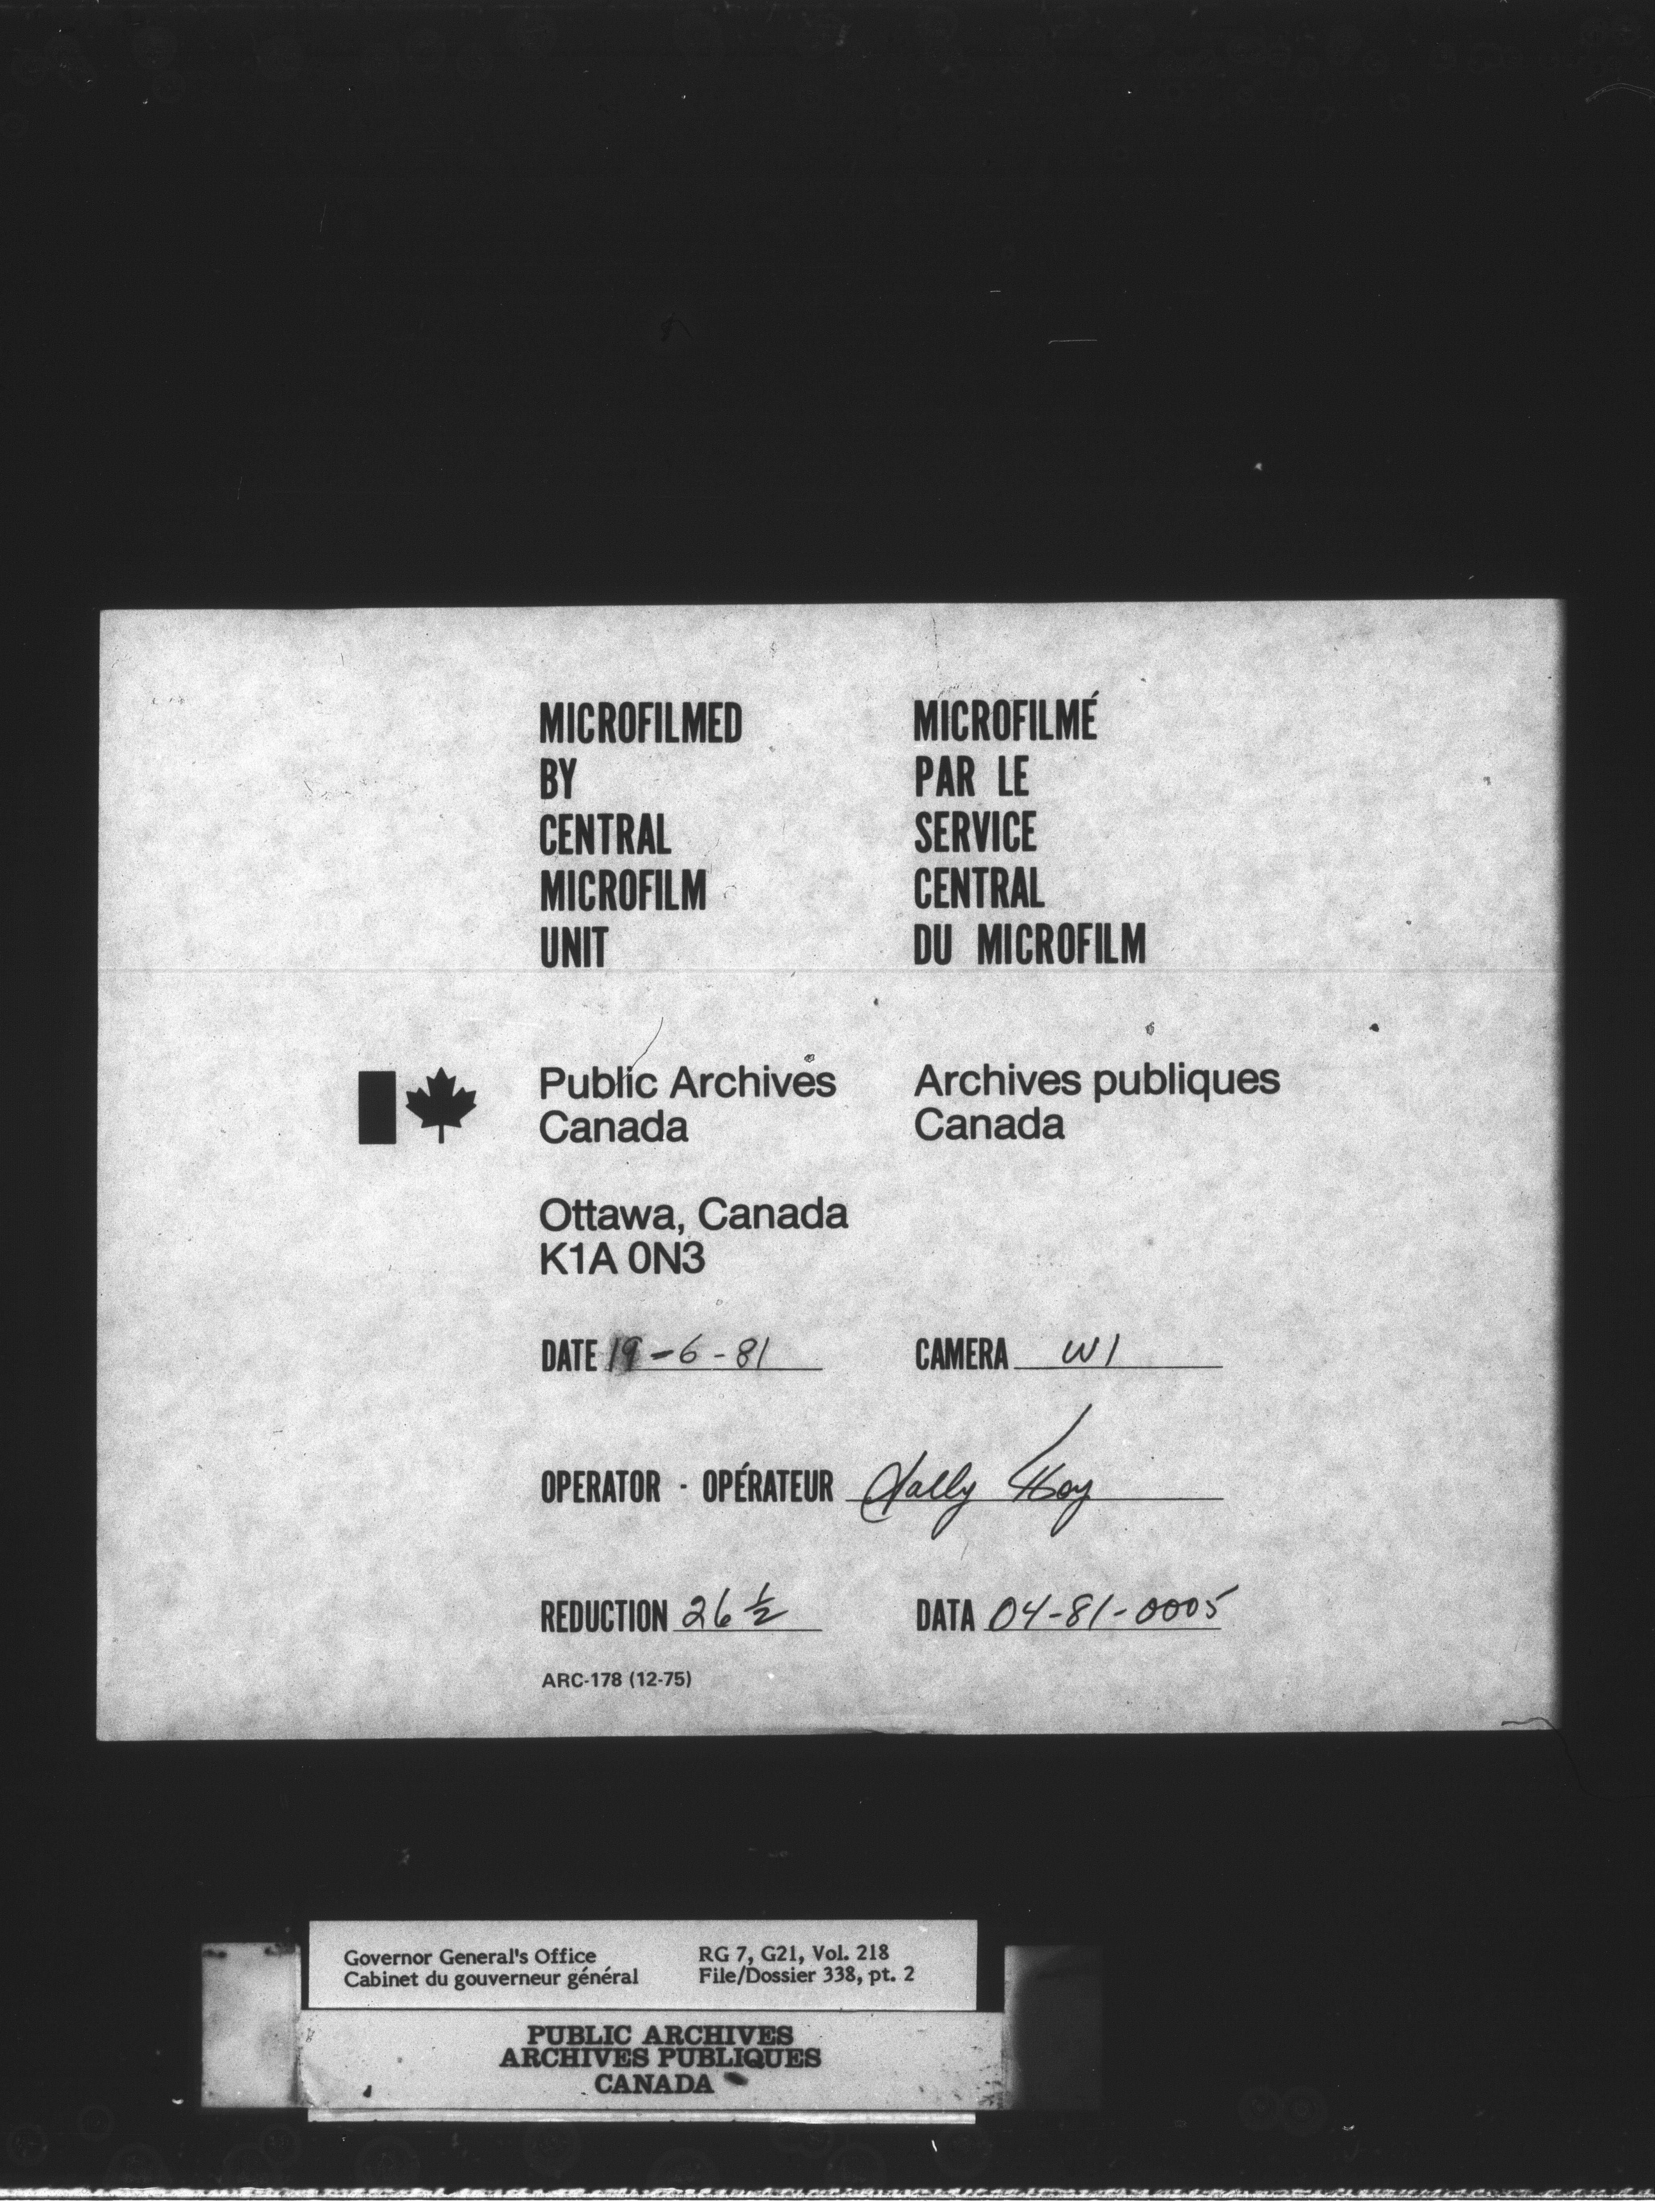 MICROFILMED
BY
CENTRAL
MICROFILM
UNIT
MICROFILMÉ
PAR LE
SERVICE
CENTRAL
DU MICROFILM
Public Archives
Canada
Archives publiques
Canada
Ottawa, Canada
K1A 0N3
DATE 19-6-81
CAMERA W1
OPERATOR - OPÉRATEUR Sally Hoy
REDUCTION 26 ½
DATA 04-81-0005
ARC-178 (12-75)
Governor General's Office
Cabinet du gouverneur général
RG 7, G21, Vol. 218
File/Dossier 338, pt. 2
PUBLIC ARCHIVES
ARCHIVES PUBLIQUES
CANADA